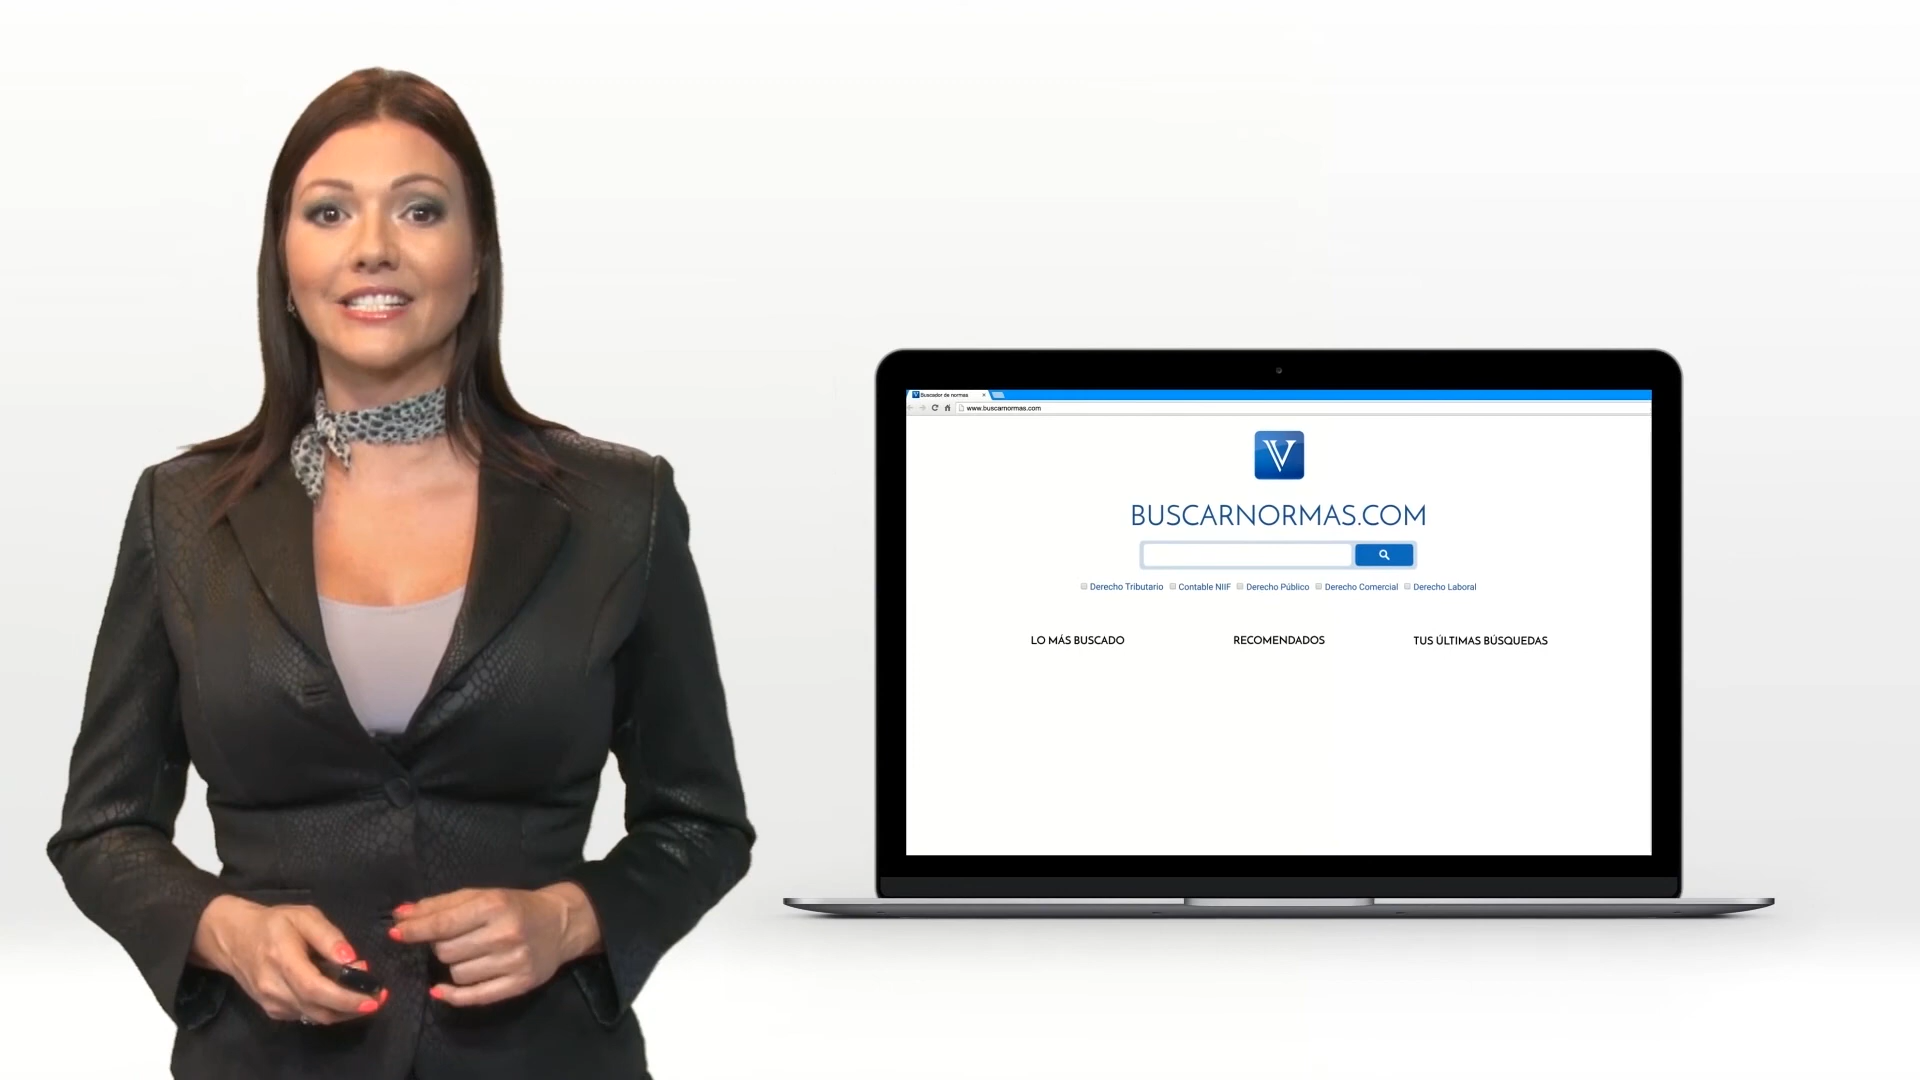 Buscador de normas
www.buscarnormas.com
V
BUSCARNORMAS.COM
Derecho Tributario Contable NIIF Derecho Público Derecho Comercial Derecho Laboral
LO MÁS BUSCADO RECOMENDADOS TUS ÚLTIMAS BÚSQUEDAS